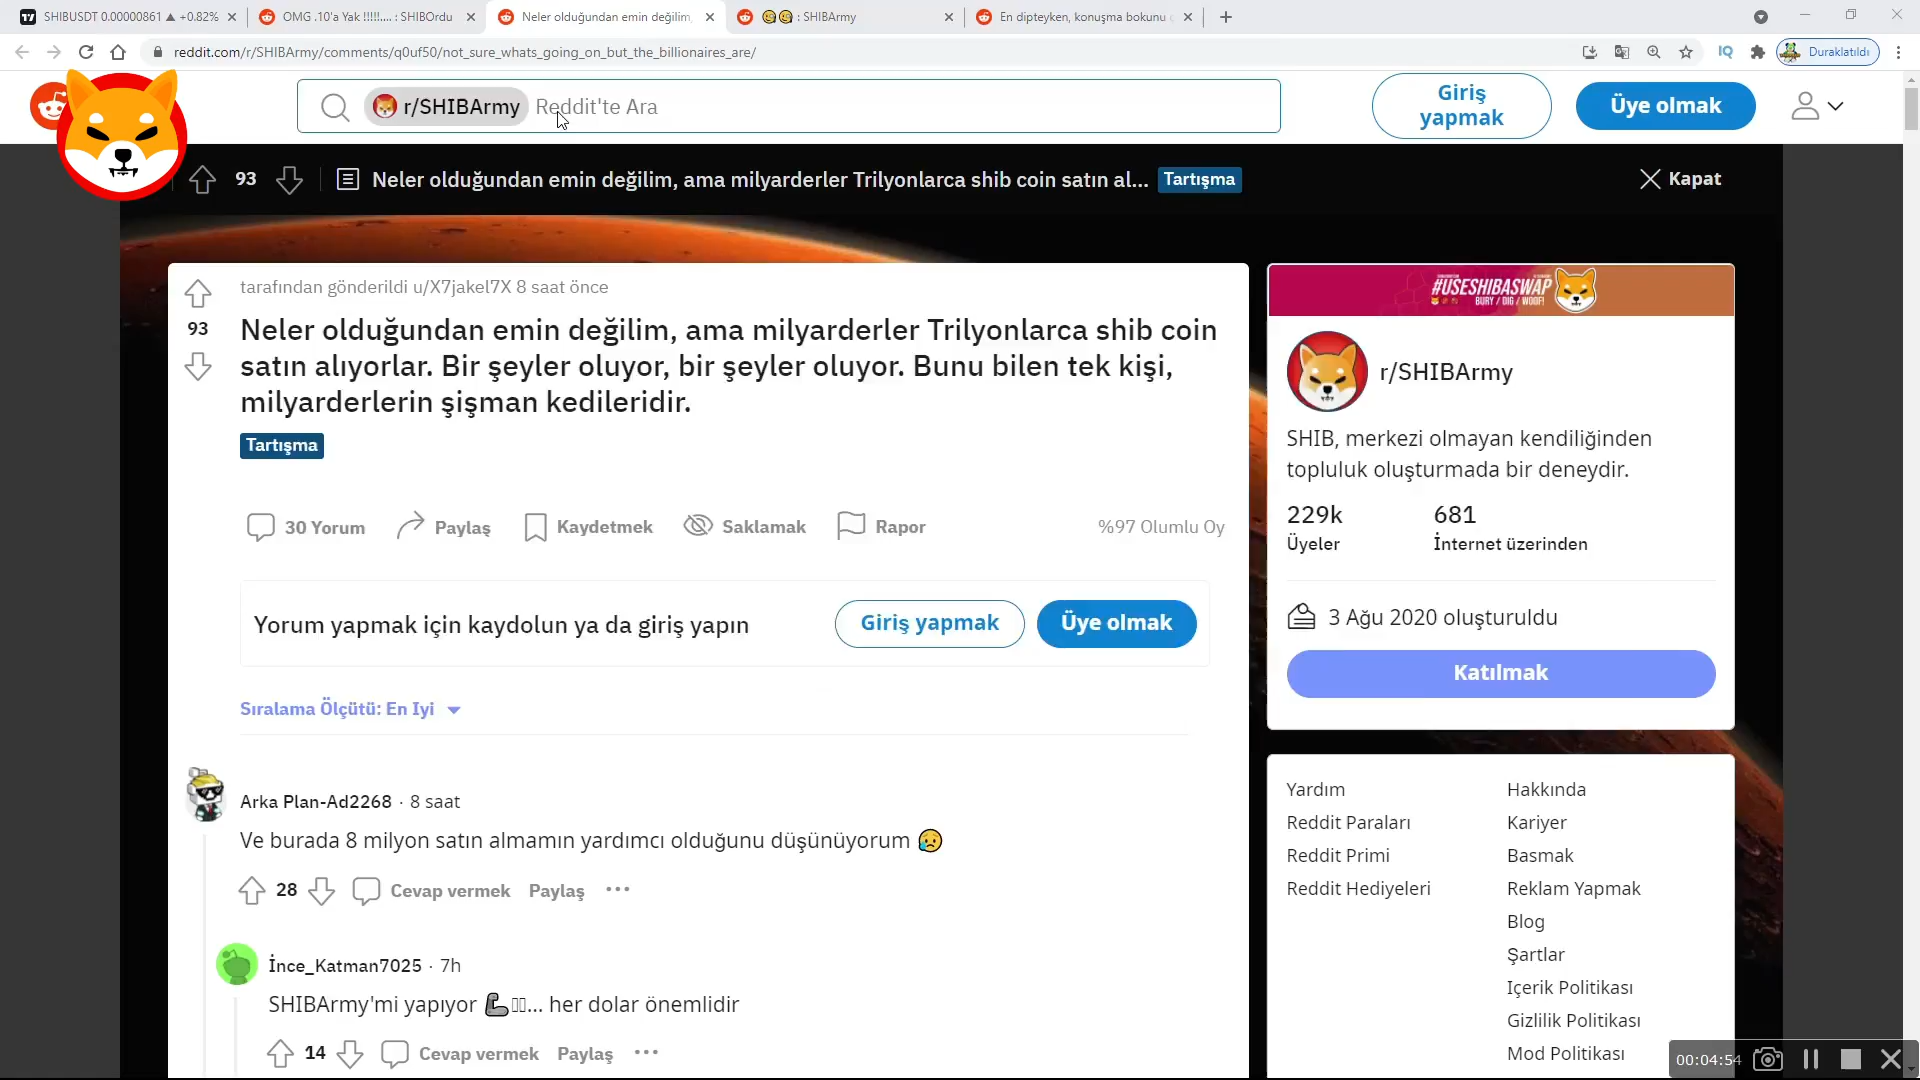 SHIBUSDT 0.00000861 ▲ +0.82%
OMG .10'a Yak !!!!!.... : SHIBOrdu
Neler olduğundan emin değilim,
: SHIBArmy
En dipteyken, konuşma bokunu
reddit.com/r/SHIBArmy/comments/q0uf50/not_sure_whats_going_on_but_the_billionaires_are/
IQ
Duraklatıldı
r/SHIBArmy Reddit'te Ara
Giriş
yapmak
Üye olmak
93
Neler olduğundan emin değilim, ama milyarderler Trilyonlarca shib coin satın al... Tartışma
Kapat
tarafından gönderildi u/X7jakel7X 8 saat önce
93
Neler olduğundan emin değilim, ama milyarderler Trilyonlarca shib coin
satın alıyorlar. Bir şeyler oluyor, bir şeyler oluyor. Bunu bilen tek kişi,
milyarderlerin şişman kedileridir.
Tartışma
30 Yorum Paylaş Kaydetmek Saklamak Rapor %97 Olumlu Oy
Yorum yapmak için kaydolun ya da giriş yapın
Giriş yapmak
Üye olmak
Sıralama Ölçütü: En Iyi
Arka Plan-Ad2268 · 8 saat
Ve burada 8 milyon satın almamın yardımcı olduğunu düşünüyorum 😥
28 Cevap vermek Paylaş ...
İnce_Katman7025 · 7h
SHIBArmy'mi yapıyor 💪▯▯... her dolar önemlidir
14 Cevap vermek Paylaş ...
#USESHIBASWAP
BURY / DIG / WOOF!
r/SHIBArmy
SHIB, merkezi olmayan kendiliğinden
topluluk oluşturmada bir deneydir.
229k
Üyeler
681
İnternet üzerinden
3 Ağu 2020 oluşturuldu
Katılmak
Yardım
Reddit Paraları
Reddit Primi
Reddit Hediyeleri
Hakkında
Kariyer
Basmak
Reklam Yapmak
Blog
Şartlar
Içerik Politikası
Gizlilik Politikası
Mod Politikası
00:04:54